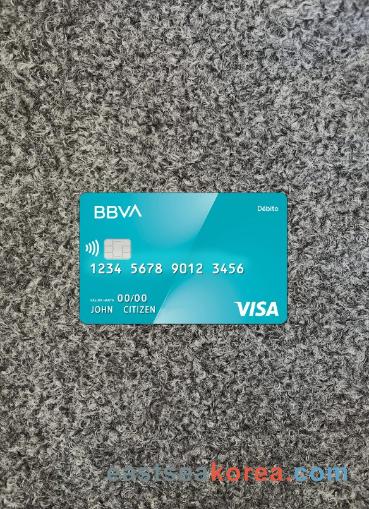 BBVA
Débito
1234 5678 9012 3456
00/00
JOHN CITIZEN
VISA
eastseakorea.com